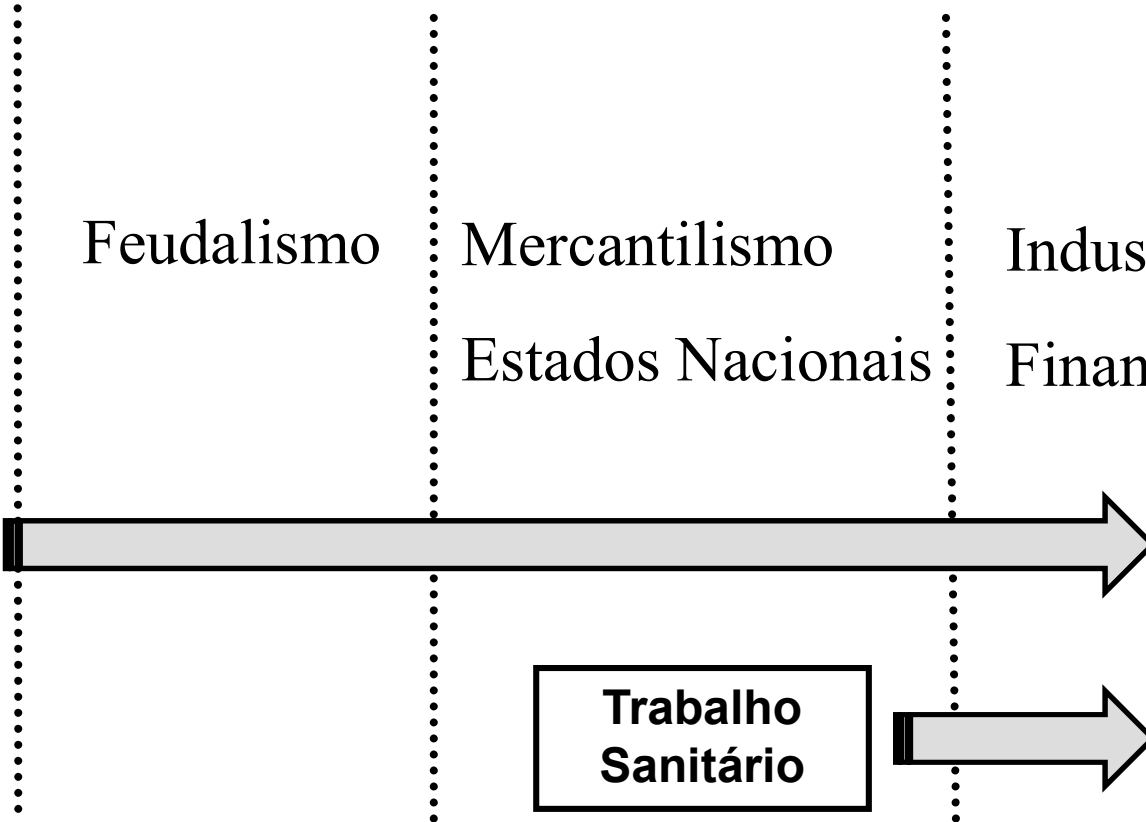 Feudalismo
Mercantilismo
Indus
Estados Nacionais
Finan
Trabalho
Sanitário